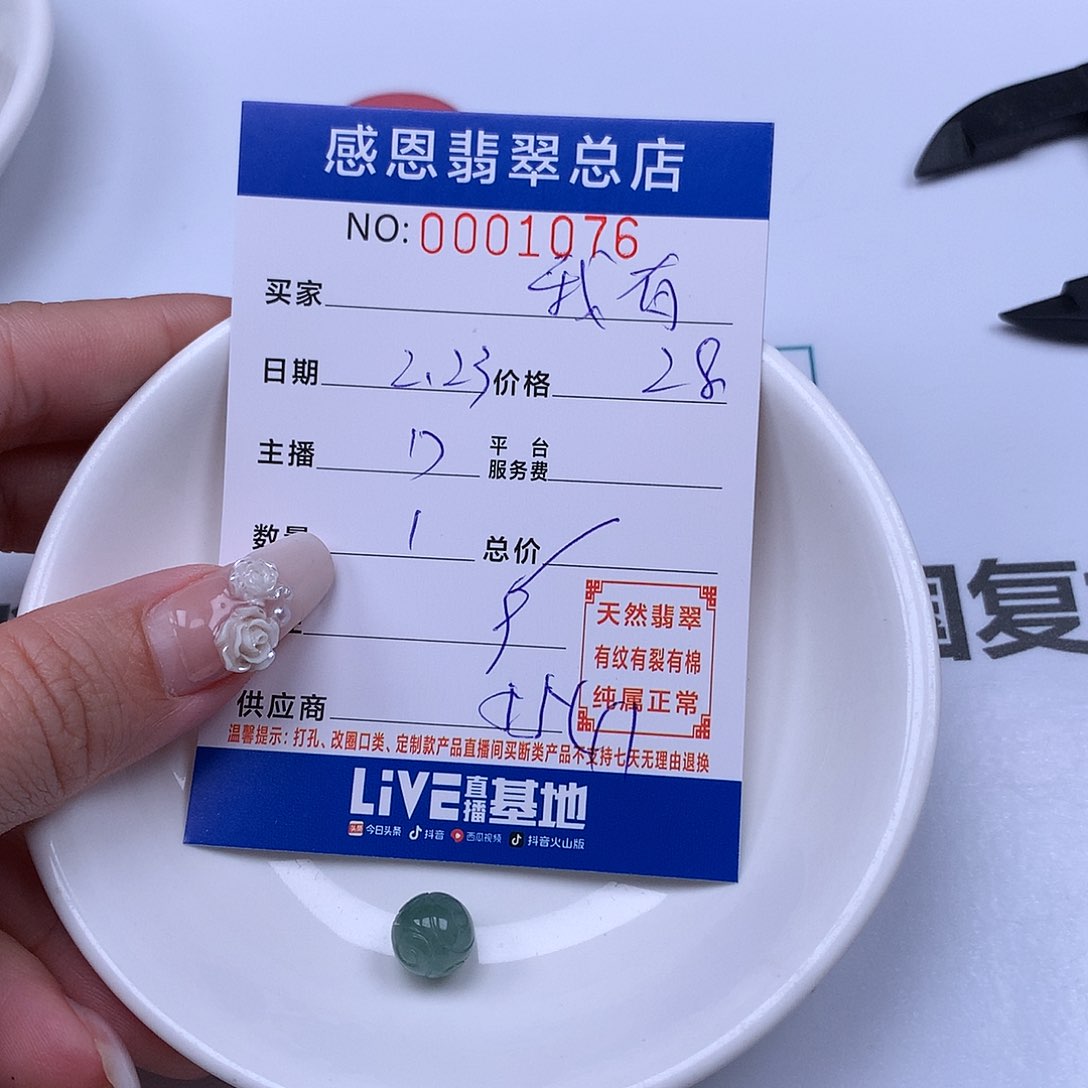 感恩翡翠总店
NO: 0001076
买家 我有
日期 2.23 价格 28
主播 D 平台服务费
数量 1 总价
供应商
天然翡翠
有纹有裂有棉
纯属正常
温馨提示：打孔、改圈口类、定制款产品直播间买断类产品不支持七天无理由退换
LiVE直播基地
头条 今日头条 抖音 西瓜视频 抖音火山版
国复